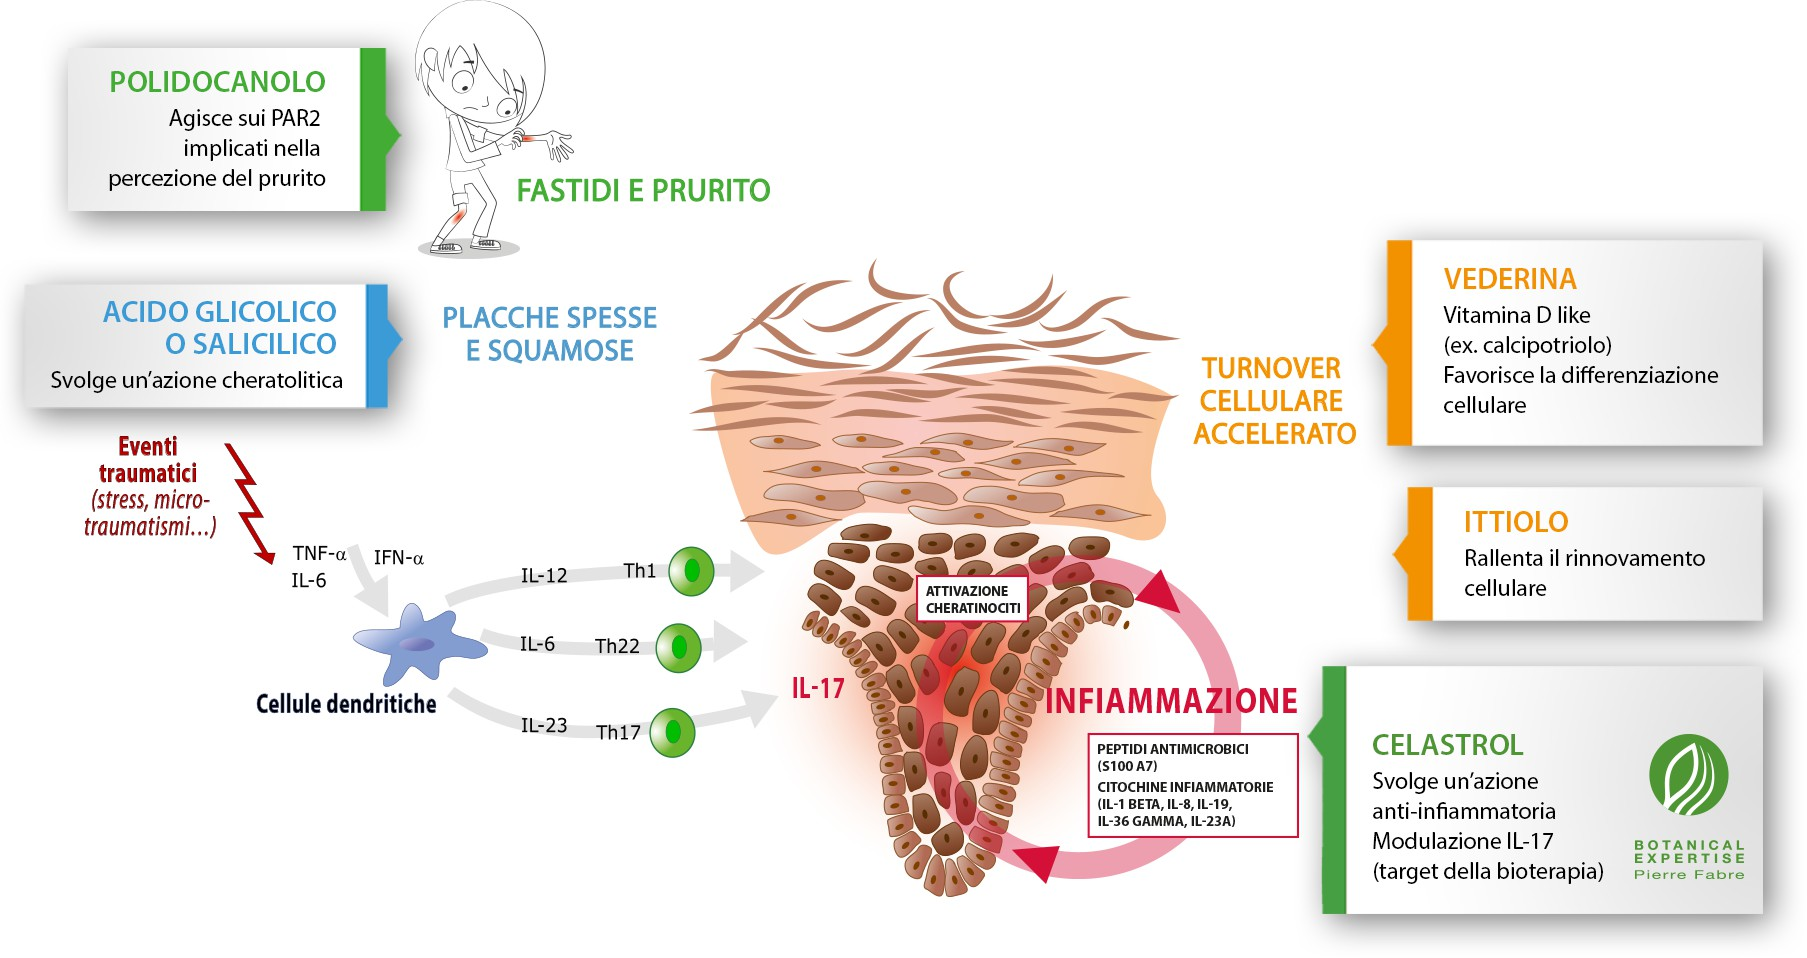 POLIDOCANOLO
Agisce sui PAR2
implicati nella
percezione del prurito
FASTIDI E PRURITO
ACIDO GLICOLICO
O SALICILICO
Svolge un'azione cheratolitica
PLACCHE SPESSE
E SQUAMOSE
TURNOVER
CELLULARE
ACCELERATO
VEDERINA
Vitamina D like
(ex. calcipotriolo)
Favorisce la differenziazione
cellulare
ITTIOLO
Rallenta il rinnovamento
cellulare
Eventi
traumatici
(stress, micro-
traumatismi...)
TNF-α
IL-6
IFN-α
Cellule dendritiche
IL-12
Th1
IL-6
Th22
IL-23
Th17
IL-17
ATTIVAZIONE
CHERATINOCITI
INFIAMMAZIONE
PEPTIDI ANTIMICROBICI
(S100 A7)
CITOCHINE INFIAMMATORIE
(IL-1 BETA, IL-8, IL-19,
IL-36 GAMMA, IL-23A)
CELASTROL
Svolge un'azione
anti-infiammatoria
Modulazione IL-17
(target della bioterapia)
BOTANICAL
EXPERTISE
Pierre Fabre